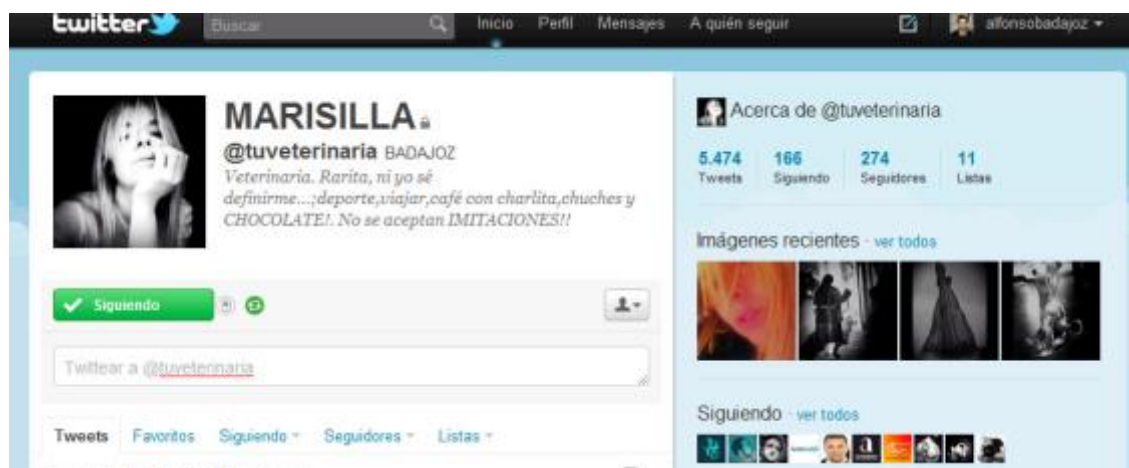 twitter
Buscar
Inicio Perfil Mensajes A quién seguir
alfonsobadajoz
MARISILLA
@tuveterinaria BADAJOZ
Veterinaria. Rarita, ni yo sé
definirme...;deporte,viajar,café con charlita,chuches y
CHOCOLATE!. No se aceptan IMITACIONES!!
Siguiendo
Twittear a @tuveterinaria
Tweets Favoritos Siguiendo Seguidores Listas
Acerca de @tuveterinaria
5.474 166 274 11
Tweets Siguiendo Seguidores Listas
Imágenes recientes · ver todos
Siguiendo · ver todos
a